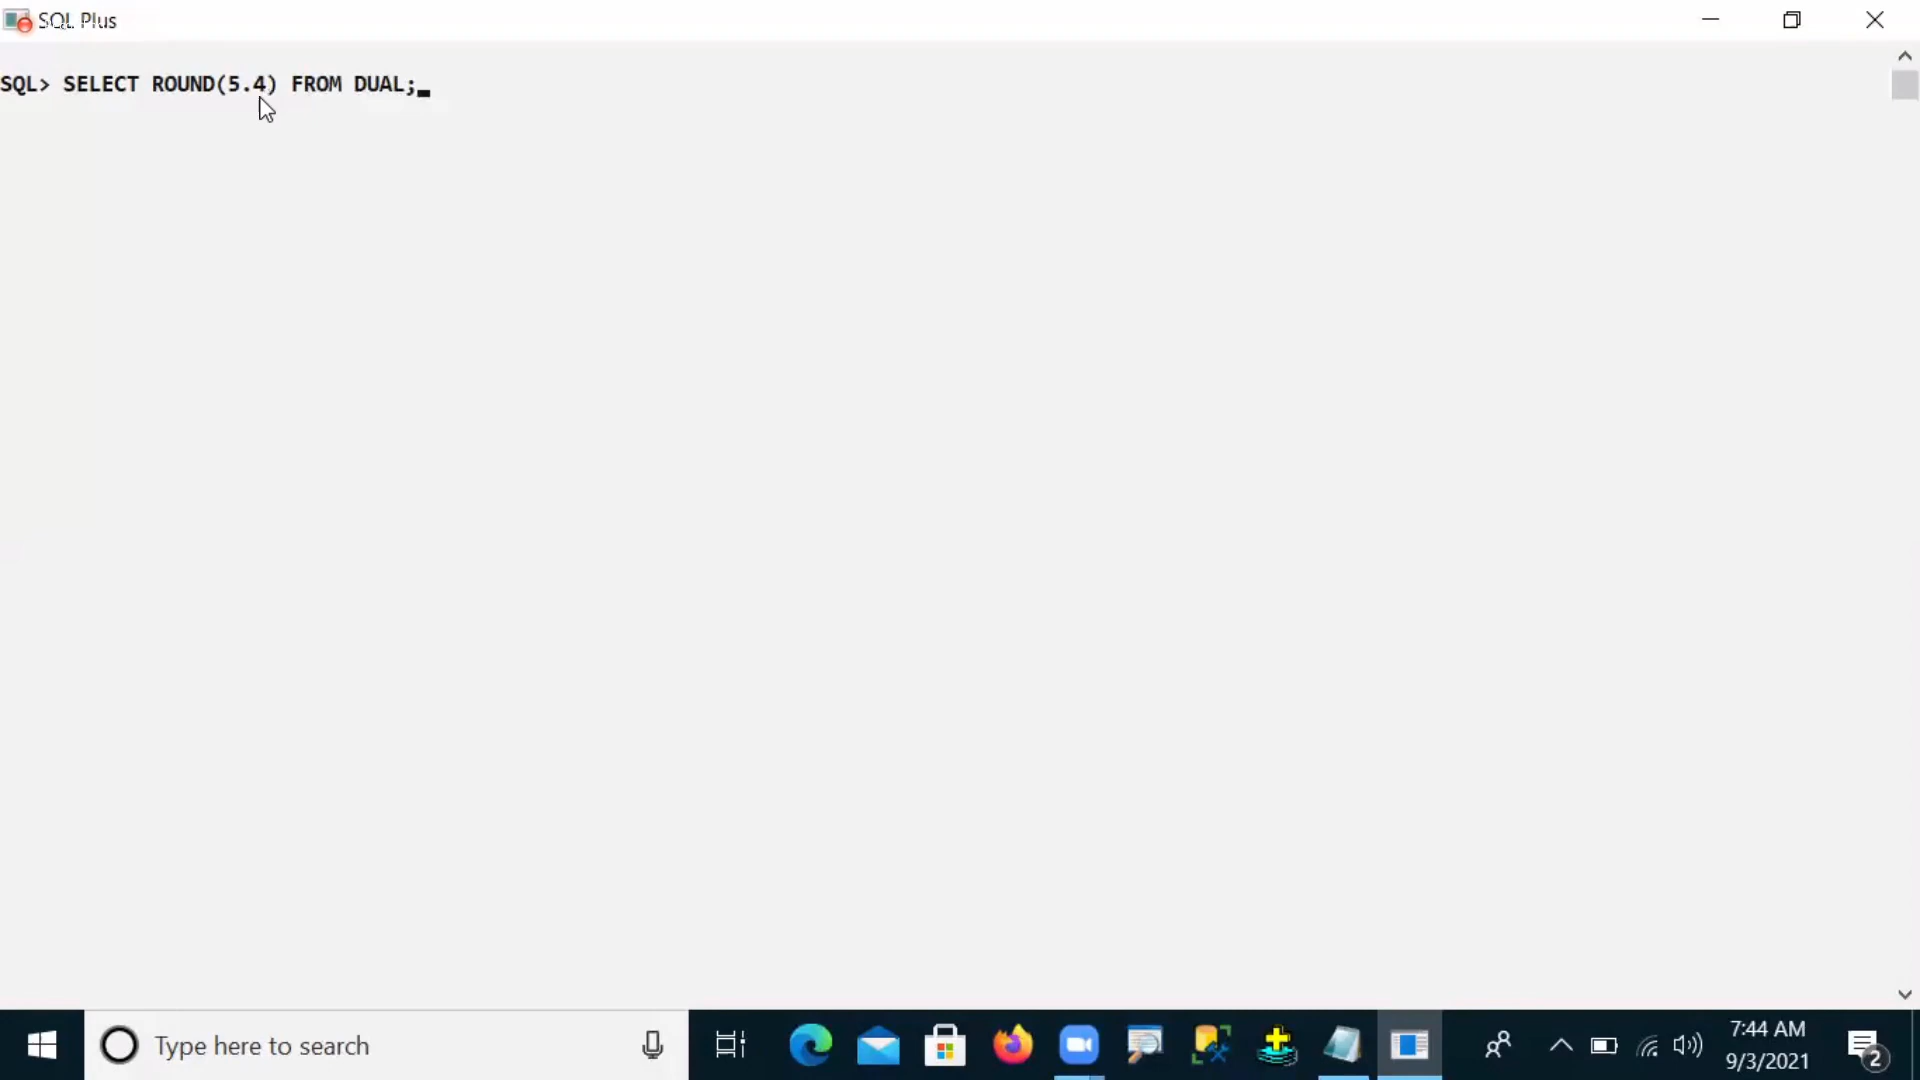 SQL Plus
SQL> SELECT ROUND(5.4) FROM DUAL;
Type here to search
7:44 AM
9/3/2021
2